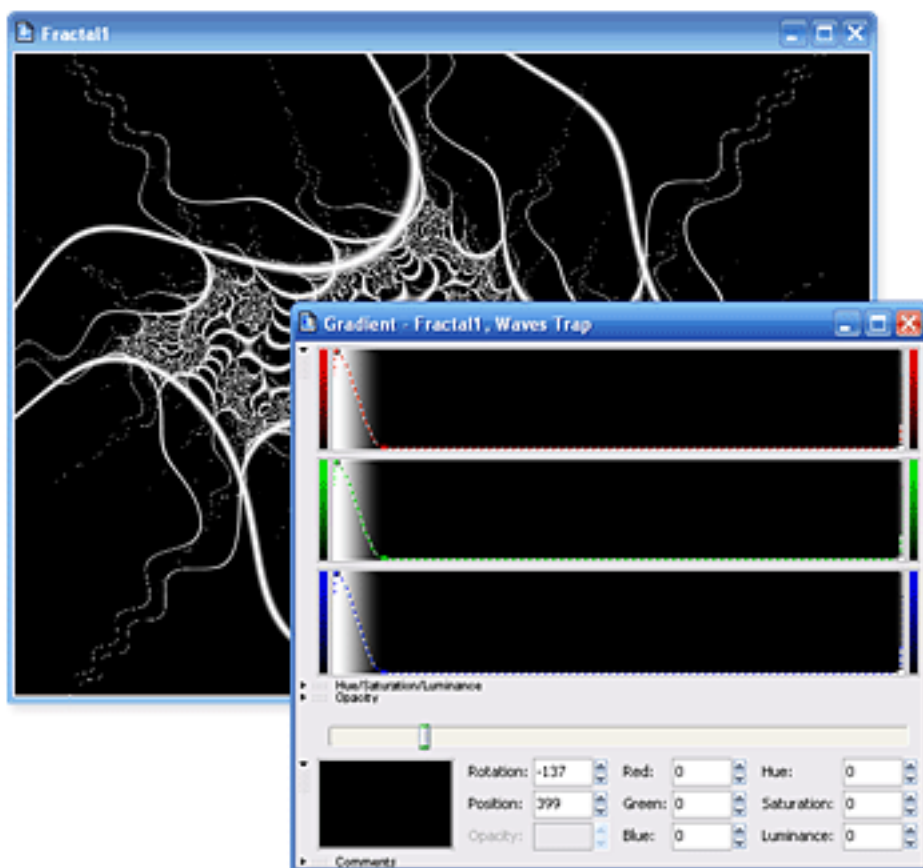 Fractal1
Gradient - Fractal1, Waves Trap
Hue/Saturation/Luminance
Opacity
Rotation: -137 Red: 0 Hue: 0
Position: 399 Green: 0 Saturation: 0
Opacity: Blue: 0 Luminance: 0
Comments